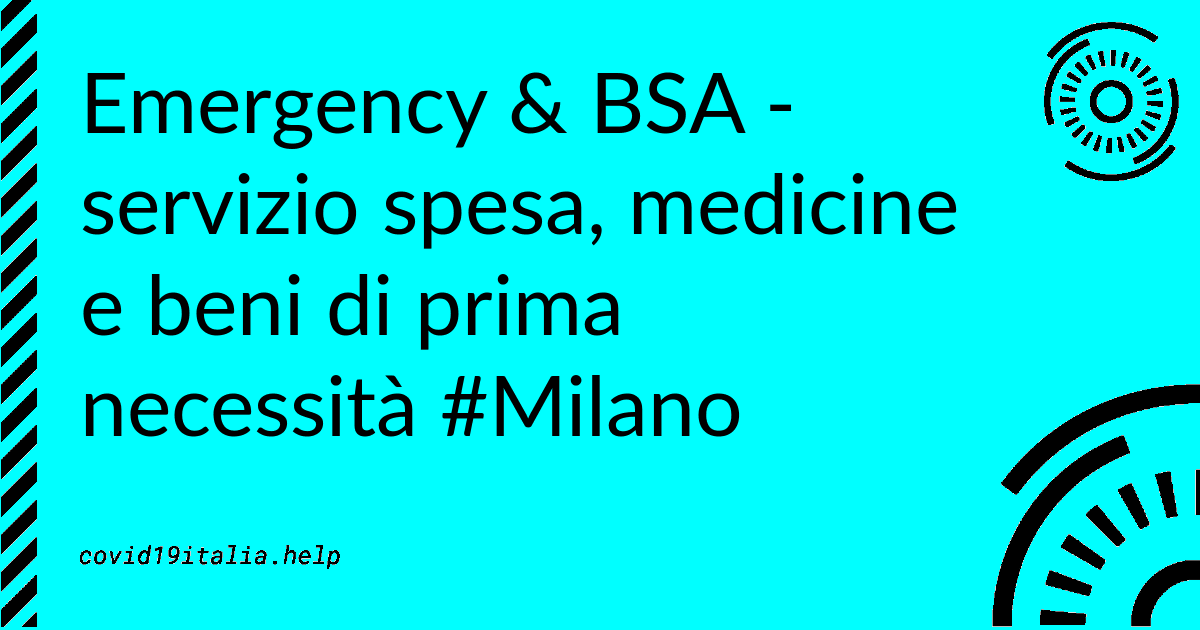 Emergency & BSA -
servizio spesa, medicine
e beni di prima
necessità #Milano
covid19italia.help